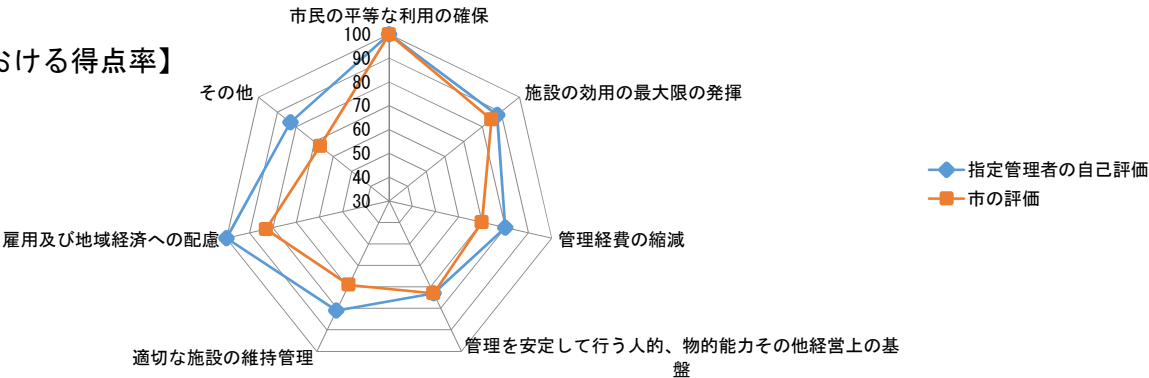 市民の平等な利用の確保
おける得点率】
100
90
80
70
60
50
40
30
その他
施設の効用の最大限の発揮
指定管理者の自己評価
市の評価
雇用及び地域経済への配慮
管理経費の縮減
適切な施設の維持管理
管理を安定して行う人的、物的能力その他経営上の基
盤